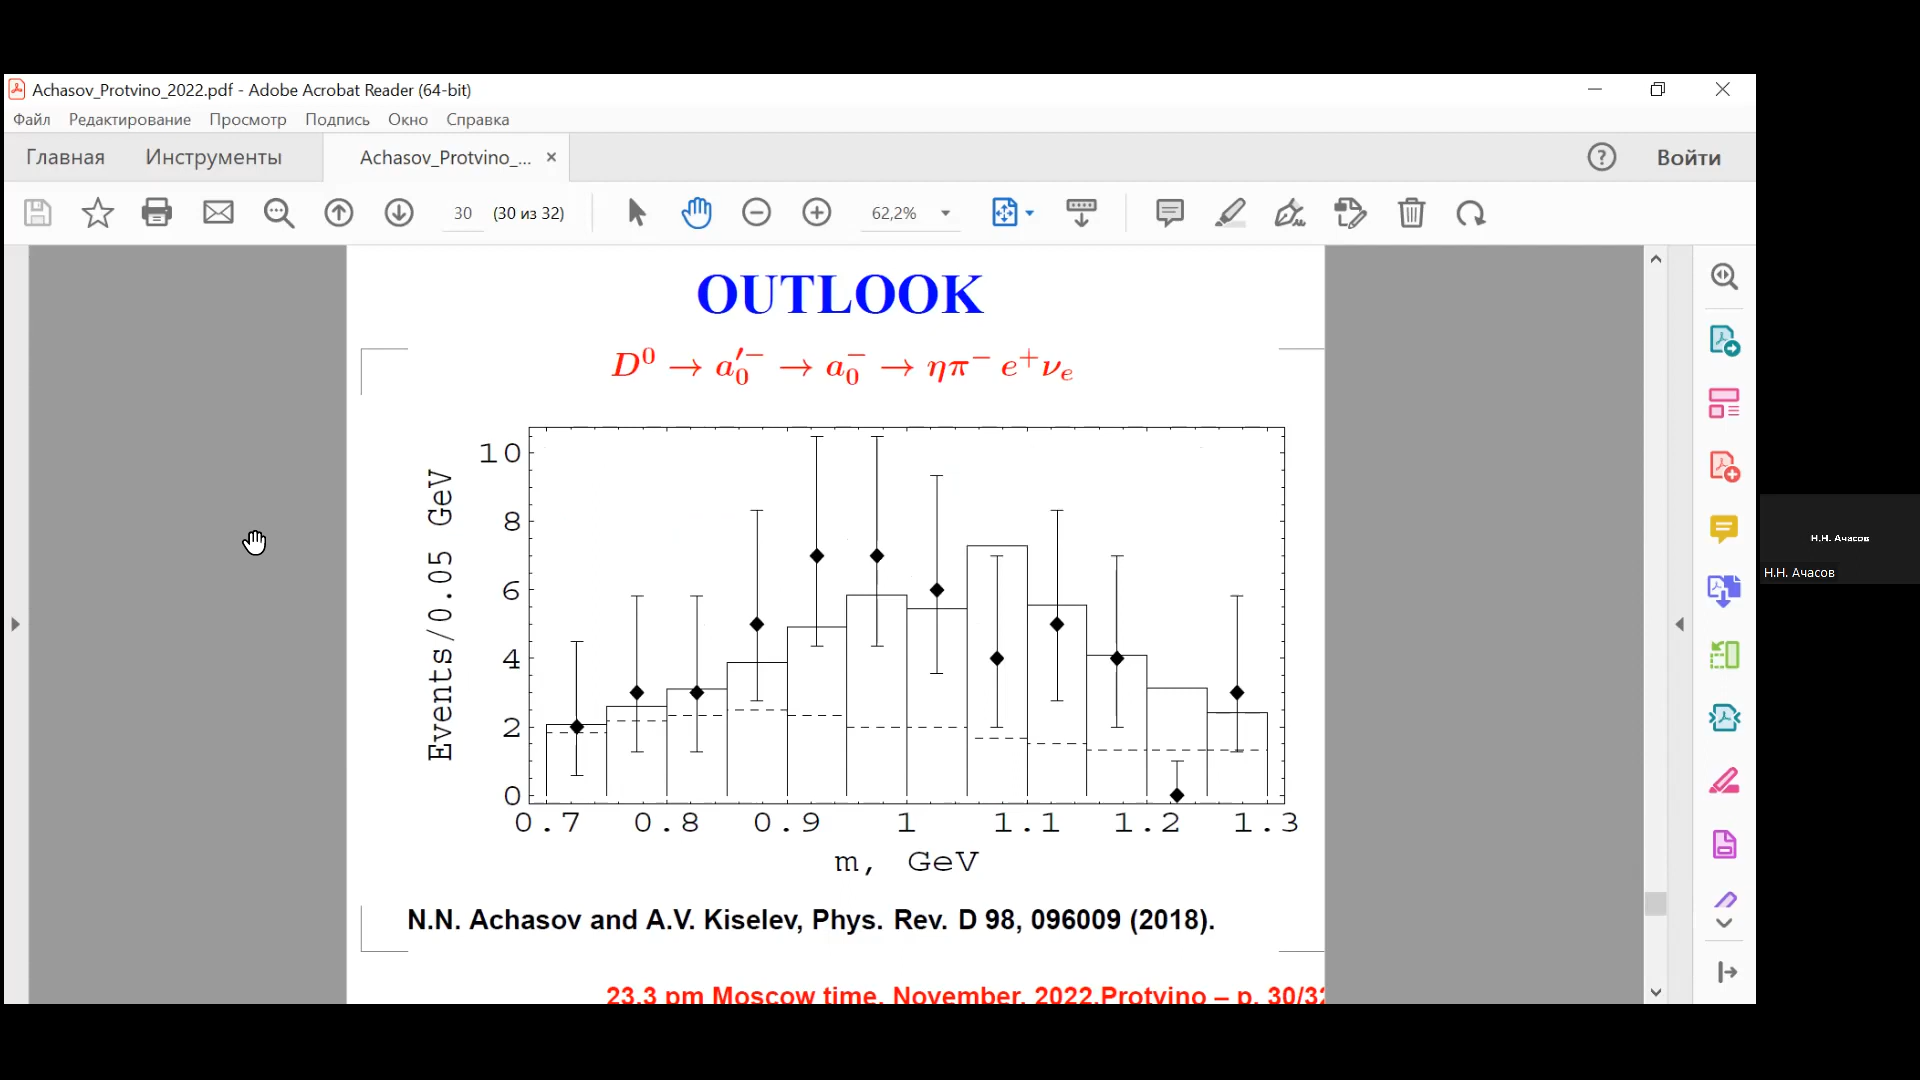 Achasov_Protvino_2022.pdf - Adobe Acrobat Reader (64-bit)
Файл Редактирование Просмотр Подпись Окно Справка
Главная Инструменты Achasov_Protvino_... × Войти
30 (30 из 32) 62,2%
OUTLOOK
D⁰ → a₀′⁻ → a₀⁻ → ηπ⁻ e⁺νₑ
Events/0.05 GeV
10
8
6
4
2
0
0.7 0.8 0.9 1 1.1 1.2 1.3
m, GeV
N.N. Achasov and A.V. Kiselev, Phys. Rev. D 98, 096009 (2018).
23.3 pm Moscow time, November, 2022,Protvino – p. 30/32
Н.Н. Ачасов
Н.Н. Ачасов